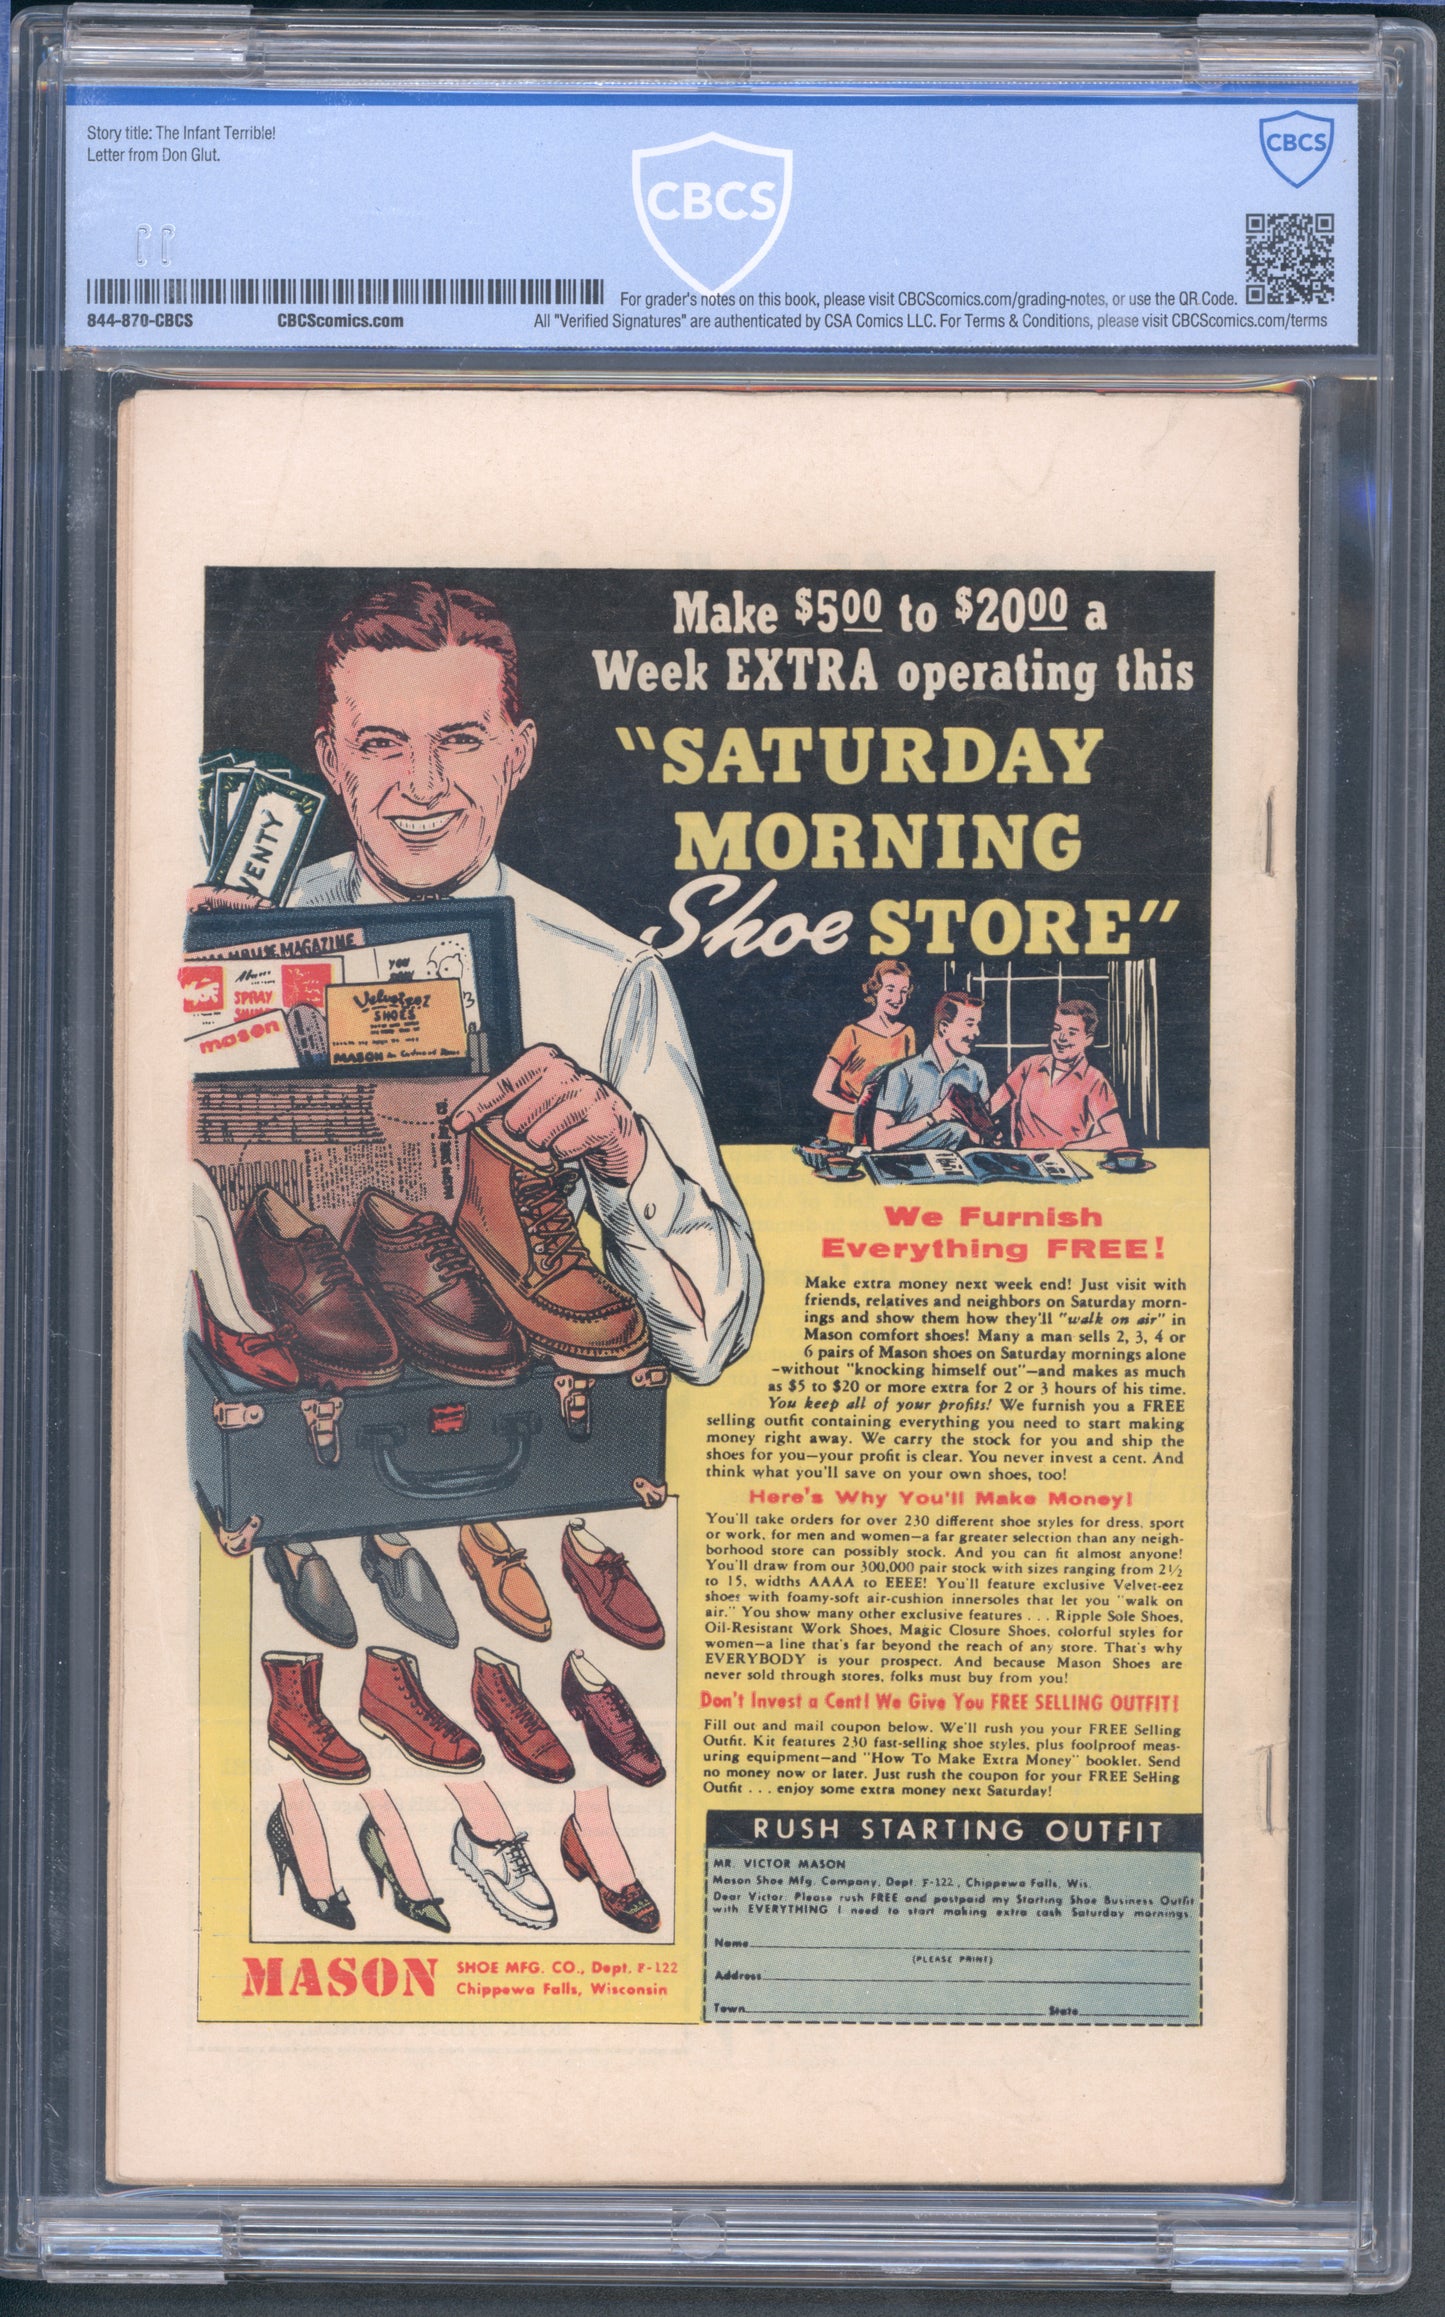 Story title: The Infant Terrible!
Letter from Don Glut.
CBCS
CBCS
For grader's notes on this book, please visit CBCScomics.com/grading-notes, or use the QR Code.
844-870-CBCS CBCScomics.com All "Verified Signatures" are authenticated by CSA Comics LLC. For Terms & Conditions, please visit CBCScomics.com/terms
Make $5.00 to $20.00 a
Week EXTRA operating this
"SATURDAY
MORNING
Shoe STORE"
VENTY
MAGAZINE
YOU
SPRAY
mason
Velvet-eez
SHOES
MASON
We Furnish
Everything FREE!
Make extra money next week end! Just visit with
friends, relatives and neighbors on Saturday morn-
ings and show them how they'll "walk on air" in
Mason comfort shoes! Many a man sells 2, 3, 4 or
6 pairs of Mason shoes on Saturday mornings alone
-without "knocking himself out"—and makes as much
as $5 to $20 or more extra for 2 or 3 hours of his time.
You keep all of your profits! We furnish you a FREE
selling outfit containing everything you need to start making
money right away. We carry the stock for you and ship the
shoes for you—your profit is clear. You never invest a cent. And
think what you'll save on your own shoes, too!
Here's Why You'll Make Money!
You'll take orders for over 230 different shoe styles for dress, sport
or work, for men and women—a far greater selection than any neigh-
borhood store can possibly stock. And you can fit almost anyone!
You'll draw from our 300,000 pair stock with sizes ranging from 2½
to 15, widths AAAA to EEEE! You'll feature exclusive Velvet-eez
shoes with foamy-soft air-cushion innersoles that let you "walk on
air." You show many other exclusive features . . . Ripple Sole Shoes,
Oil-Resistant Work Shoes, Magic Closure Shoes, colorful styles for
women—a line that's far beyond the reach of any store. That's why
EVERYBODY is your prospect. And because Mason Shoes are
never sold through stores, folks must buy from you!
Don't Invest a Cent! We Give You FREE SELLING OUTFIT!
Fill out and mail coupon below. We'll rush you your FREE Selling
Outfit. Kit features 230 fast-selling shoe styles, plus foolproof meas-
uring equipment—and "How To Make Extra Money" booklet. Send
no money now or later. Just rush the coupon for your FREE Selling
Outfit . . . enjoy some extra money next Saturday!
RUSH STARTING OUTFIT
MR. VICTOR MASON
Mason Shoe Mfg. Company, Dept. F-122, Chippewa Falls, Wis.
Dear Victor: Please rush FREE and postpaid my Starting Shoe Business Outfit
with EVERYTHING I need to start making extra cash Saturday mornings.
Name
(PLEASE PRINT)
Address
Town State
MASON SHOE MFG. CO., Dept. F-122
Chippewa Falls, Wisconsin